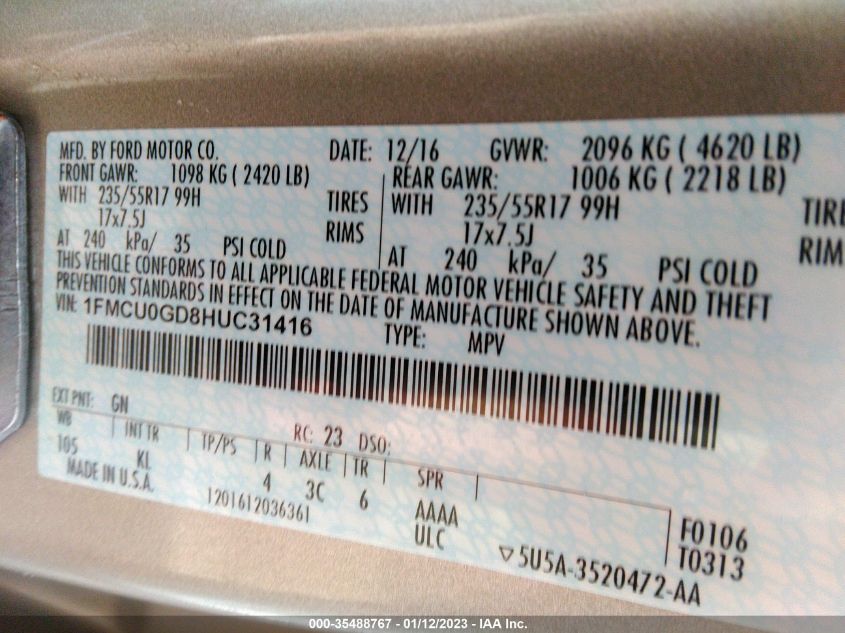 MFD. BY FORD MOTOR CO. DATE: 12/16 GVWR: 2096 KG ( 4620 LB)
FRONT GAWR: 1098 KG ( 2420 LB) REAR GAWR: 1006 KG ( 2218 LB)
WITH 235/55R17 99H TIRES WITH 235/55R17 99H TIRE
17x7.5J RIMS 17x7.5J RIM
AT 240 kPa/ 35 PSI COLD AT 240 kPa/ 35 PSI COLD
THIS VEHICLE CONFORMS TO ALL APPLICABLE FEDERAL MOTOR VEHICLE SAFETY AND THEFT
PREVENTION STANDARDS IN EFFECT ON THE DATE OF MANUFACTURE SHOWN ABOVE.
VIN: 1FMCU0GD8HUC31416 TYPE: MPV
EXT PNT: GN RC: 23 DSO:
WB INT TR TP/PS R AXLE TR SPR
105 KL 4 3C 6 AAAA F0106
MADE IN U.S.A. 1201612036361 ULC T0313
▽5U5A-3520472-AA
000-35488767 - 01/12/2023 - IAA Inc.